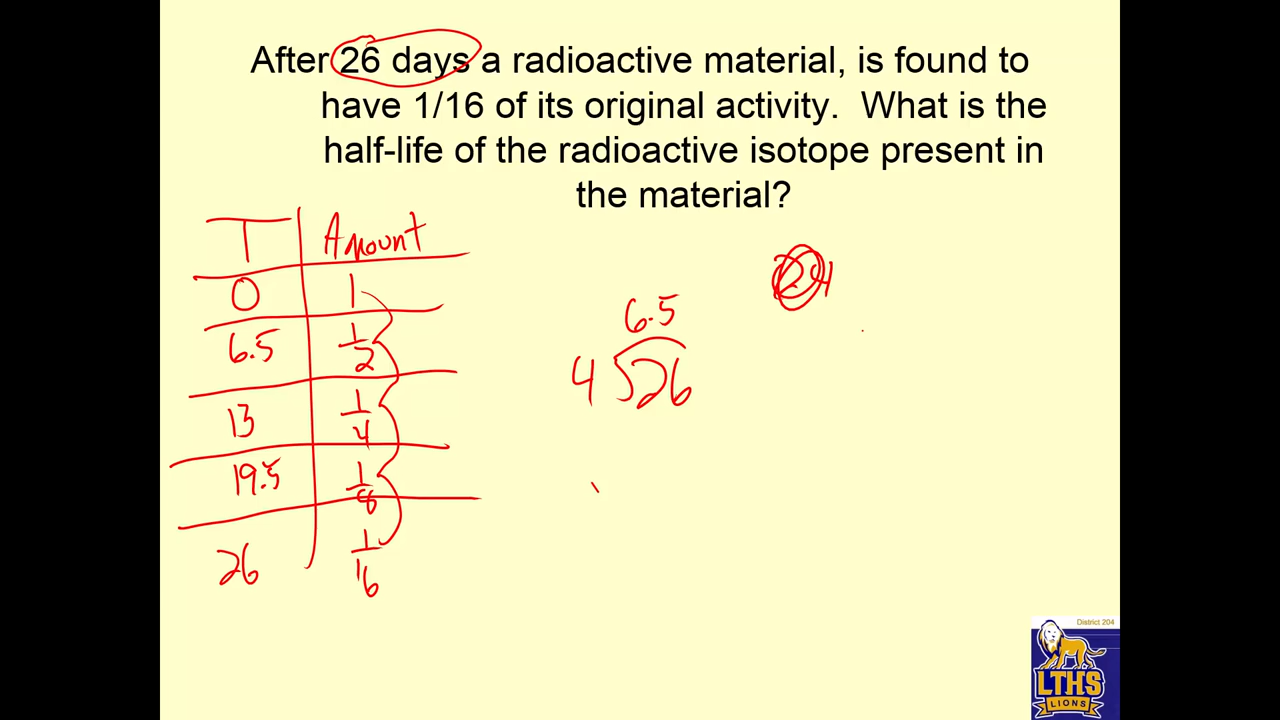 After 26 days a radioactive material, is found to
have 1/16 of its original activity. What is the
half-life of the radioactive isotope present in
the material?
T Amount
0 1
6.5 1/2
13 1/4
19.5 1/8
26 1/16
6.5
4 26
District 204
LTHS
LIONS